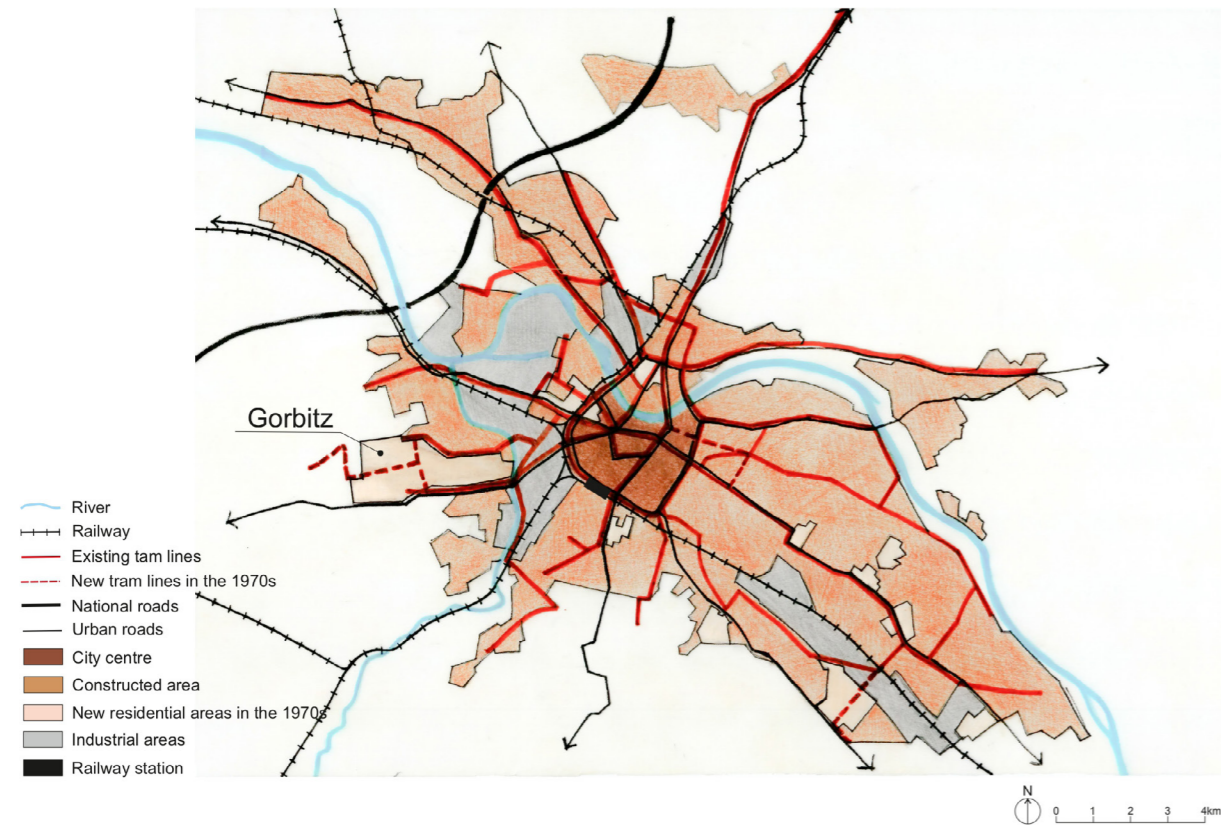 Gorbitz
River
Railway
Existing tam lines
New tram lines in the 1970s
National roads
Urban roads
City centre
Constructed area
New residential areas in the 1970s
Industrial areas
Railway station
N
0 1 2 3 4km